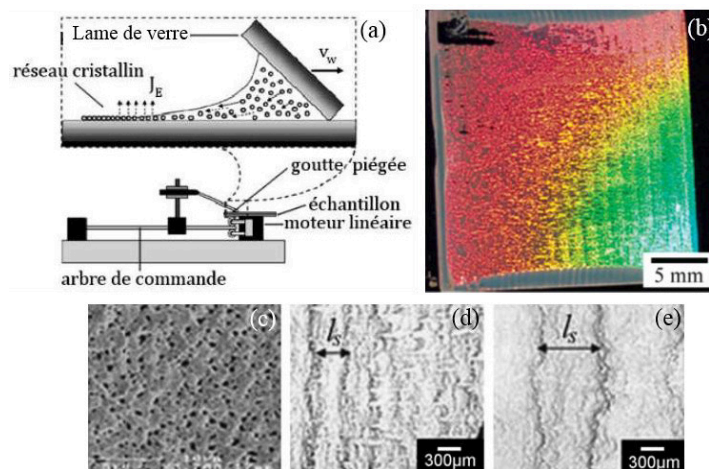 Lame de verre
(a)
v_w
réseau cristallin
J_E
goutte piégée
échantillon
moteur linéaire
arbre de commande
(b)
5 mm
(c)
(d)
l_s
300µm
(e)
l_s
300µm